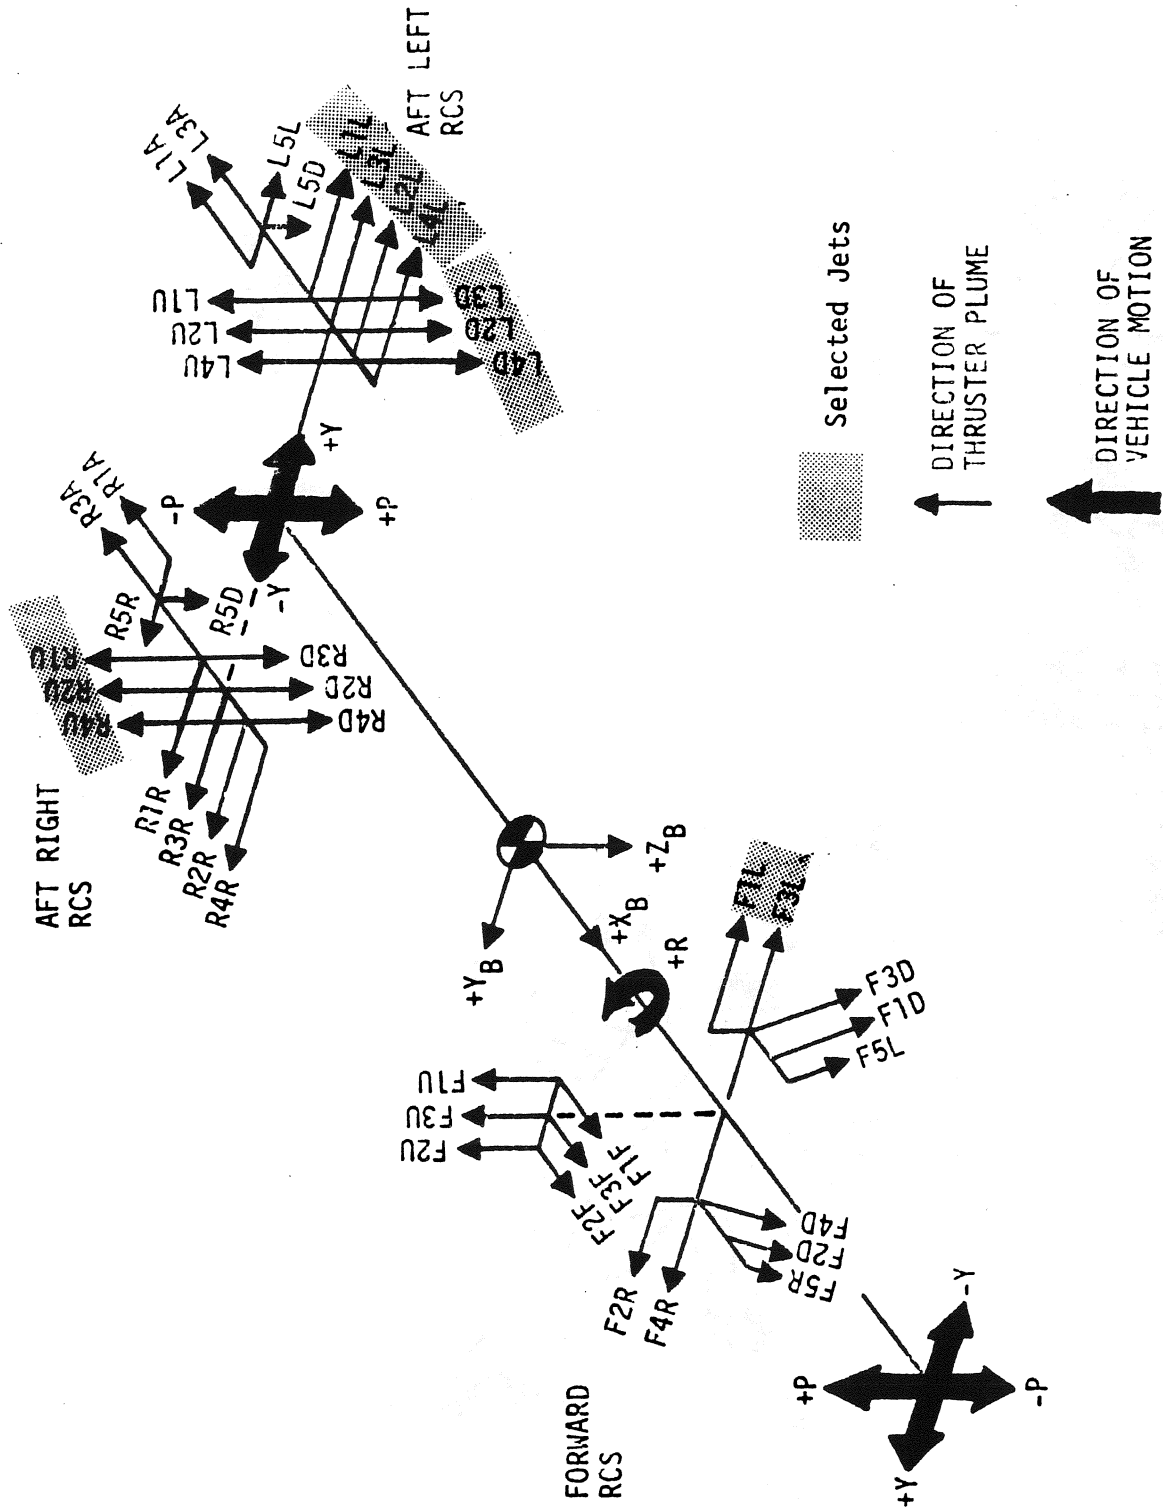 AFT RIGHT
RCS
R4U
R2U
R1U
R5R
R3A
R1A
R5D
R3D
R2D
R4D
R1R
R3R
R2R
R4R
-P
+P
-Y
+Y
L1A
L3A
L5L
L5D
L1L
L3L
L2L
L4L
L1U
L2U
L4U
L3D
L2D
L4D
AFT LEFT
RCS
+Y B
+X B
+Z B
+R
F1U
F3U
F2U
F2F
F3F
F1F
F1L
F3L
F3D
F1D
F5L
F2R
F4R
F4D
F2D
F5R
FORWARD
RCS
+P
-P
+Y
-Y
Selected Jets
DIRECTION OF
THRUSTER PLUME
DIRECTION OF
VEHICLE MOTION